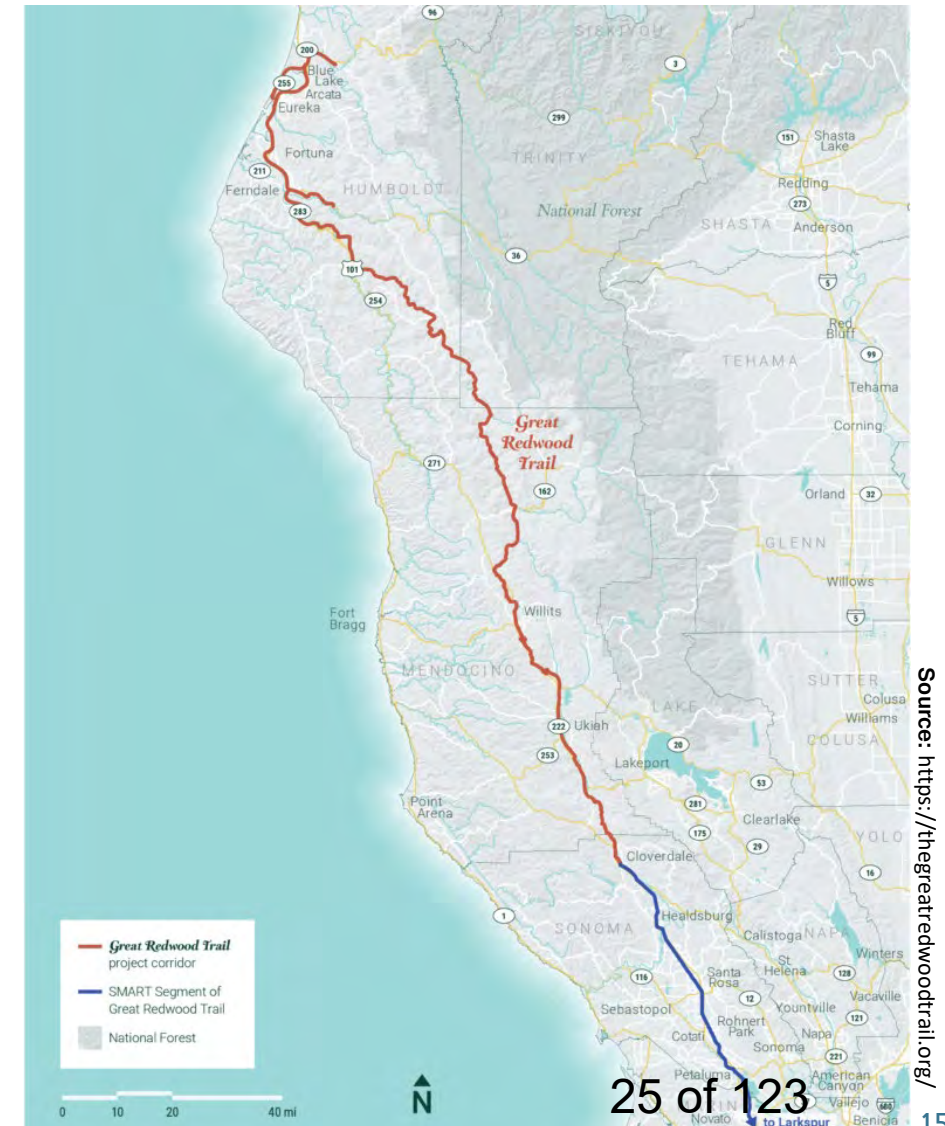 96
SISKIYOU
200
3
Blue
Lake
255
Arcata
Eureka
299
151
Shasta
Lake
Fortuna
TRINITY
211
Redding
Ferndale
HUMBOLDT
273
National Forest
283
SHASTA
Anderson
36
101
5
254
Red
Bluff
99
TEHAMA
Tehama
Great
Redwood
Trail
Corning
271
162
Orland
32
GLENN
Willows
Willits
Fort
Bragg
5
MENDOCINO
SUTTER
LAKE
Colusa
Williams
222
Ukiah
COLUSA
20
253
Lakeport
53
281
Point
Arena
Clearlake
175
29
YOLO
Cloverdale
16
1
Healdsburg
SONOMA
Calistoga
NAPA
Winters
St.
Helena
116
Santa
Rosa
128
Vacaville
12
Sebastopol
Yountville
121
Rohnert
Park
Cotati
Napa
Sonoma
221
Petaluma
American
Canyon
25 of 123
Vallejo
680
Novato
to Larkspur
Benicia
Great Redwood Trail
project corridor
SMART Segment of
Great Redwood Trail
National Forest
0 10 20 40 mi
N
Source: https://thegreatredwoodtrail.org/
15